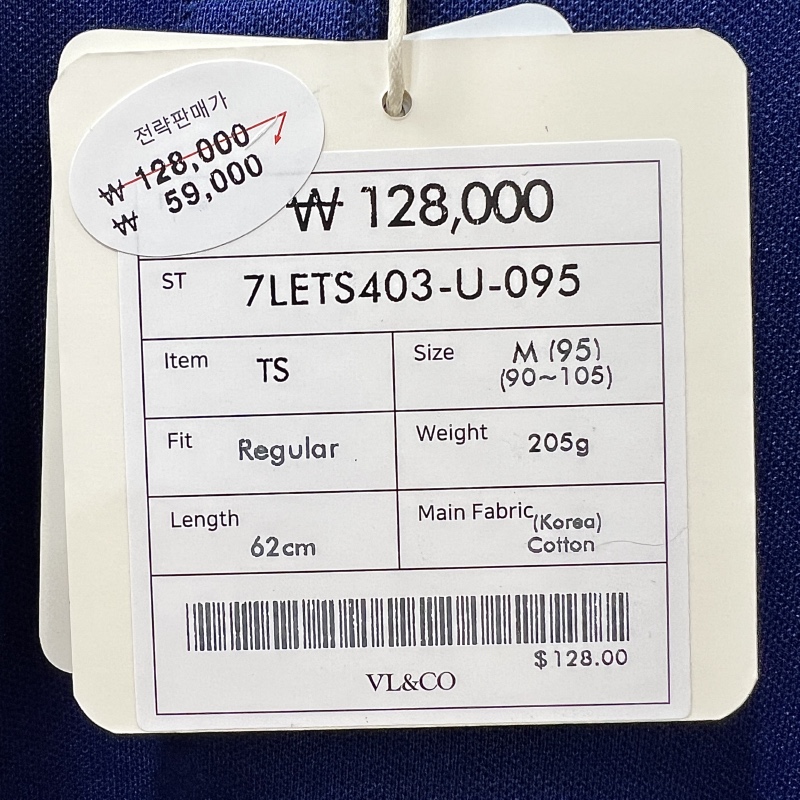 전략판매가
₩ 128,000
₩ 59,000
₩ 128,000
ST 7LETS403-U-095
Item TS
Size M (95)
(90~105)
Fit Regular
Weight 205g
Length 62cm
Main Fabric (Korea)
Cotton
$128.00
VL&CO